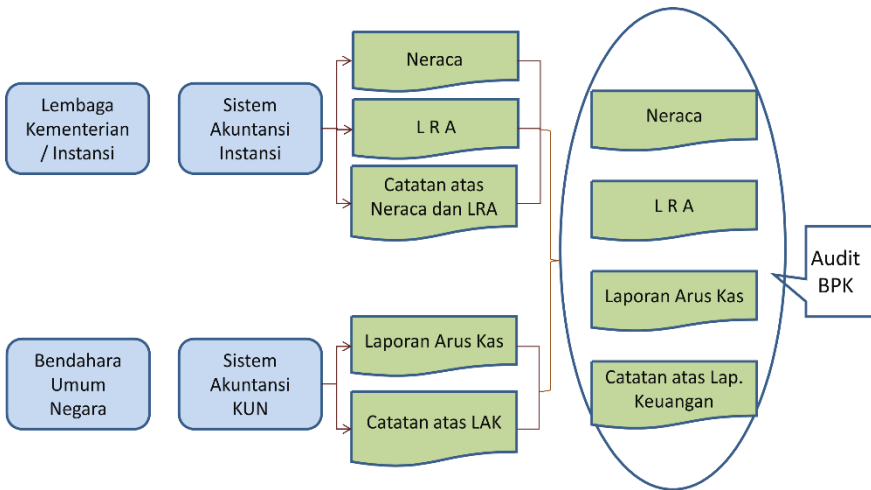 Lembaga
Kementerian
/ Instansi
Sistem
Akuntansi
Instansi
Neraca
L R A
Catatan atas
Neraca dan LRA
Bendahara
Umum
Negara
Sistem
Akuntansi
KUN
Laporan Arus Kas
Catatan atas LAK
Neraca
L R A
Laporan Arus Kas
Catatan atas Lap.
Keuangan
Audit
BPK